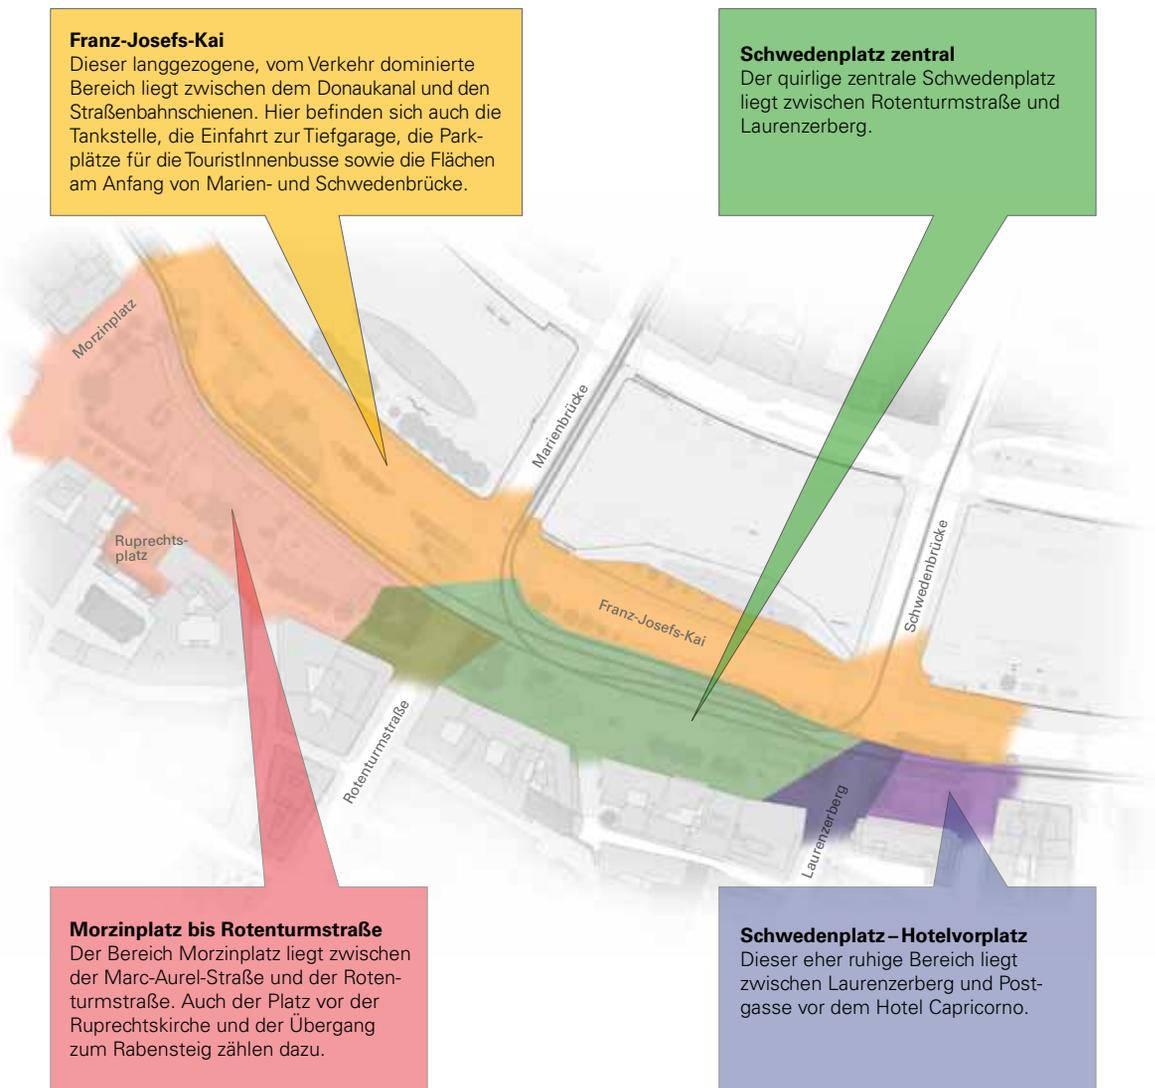 Franz-Josefs-Kai
Dieser langgezogene, vom Verkehr dominierte
Bereich liegt zwischen dem Donaukanal und den
Straßenbahnschienen. Hier befinden sich auch die
Tankstelle, die Einfahrt zur Tiefgarage, die Park-
plätze für die TouristInnenbusse sowie die Flächen
am Anfang von Marien- und Schwedenbrücke.
Schwedenplatz zentral
Der quirlige zentrale Schwedenplatz
liegt zwischen Rotenturmstraße und
Laurenzerberg.
Morzinplatz
Marienbrücke
Ruprechts-
platz
Schwedenbrücke
Franz-Josefs-Kai
Rotenturmstraße
Laurenzerberg
Morzinplatz bis Rotenturmstraße
Der Bereich Morzinplatz liegt zwischen
der Marc-Aurel-Straße und der Roten-
turmstraße. Auch der Platz vor der
Ruprechtskirche und der Übergang
zum Rabensteig zählen dazu.
Schwedenplatz – Hotelvorplatz
Dieser eher ruhige Bereich liegt
zwischen Laurenzerberg und Post-
gasse vor dem Hotel Capricorno.